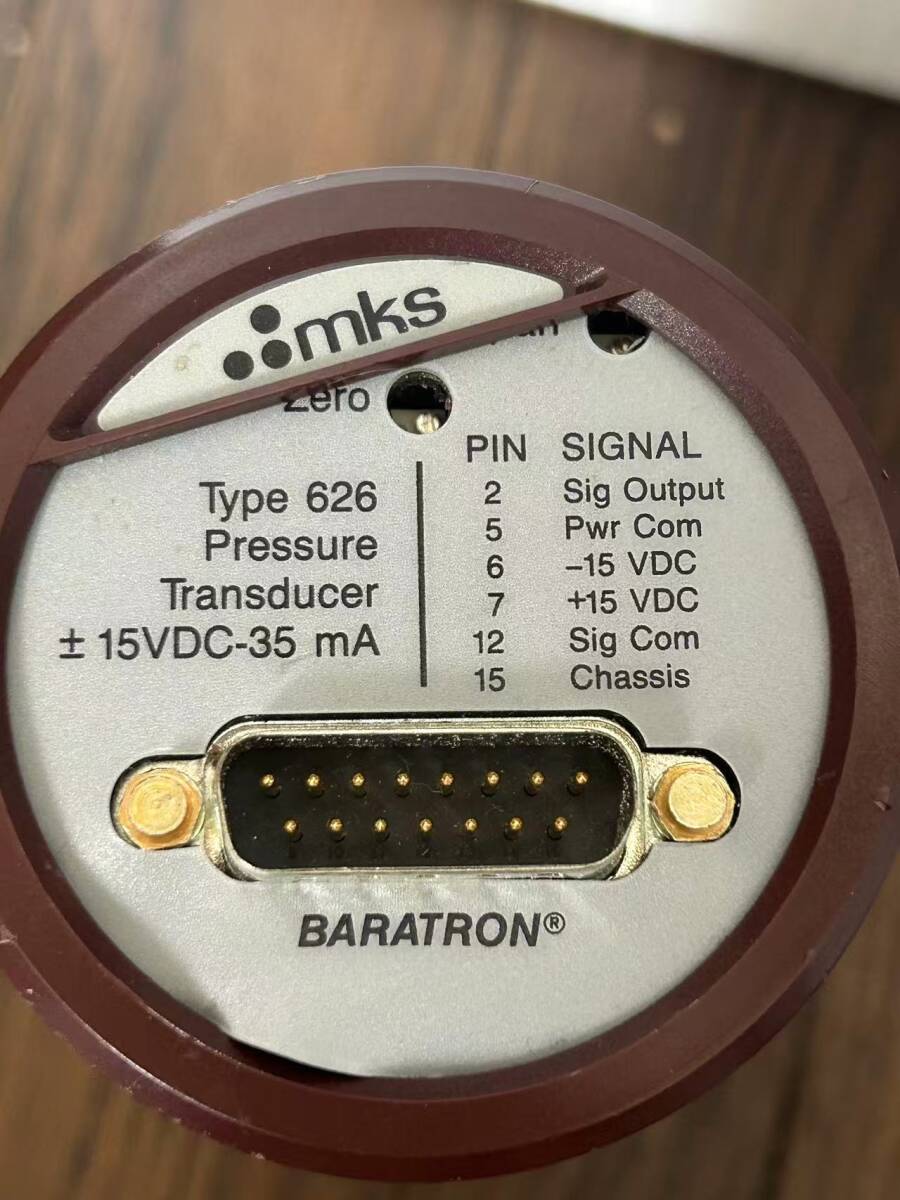 mks
Zero
PIN SIGNAL
2 Sig Output
5 Pwr Com
6 –15 VDC
7 +15 VDC
12 Sig Com
15 Chassis
Type 626
Pressure
Transducer
± 15VDC-35 mA
BARATRON®